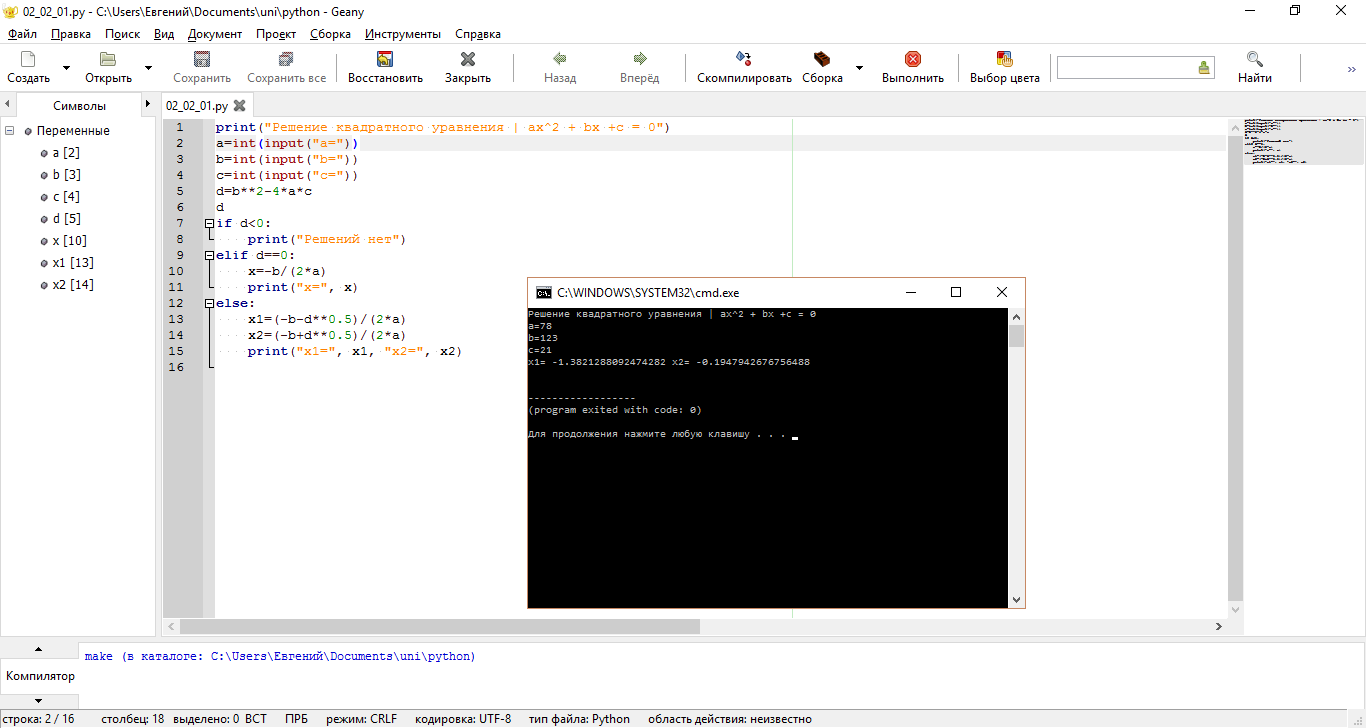 02_02_01.py - C:\Users\Евгений\Documents\uni\python - Geany
Файл Правка Поиск Вид Документ Проект Сборка Инструменты Справка
Создать Открыть Сохранить Сохранить все Восстановить Закрыть Назад Вперёд Скомпилировать Сборка Выполнить Выбор цвета Найти »
Символы
02_02_01.py
Переменные
a [2]
b [3]
c [4]
d [5]
x [10]
x1 [13]
x2 [14]
1 print("Решение квадратного уравнения | ax^2 + bx +c = 0")
2 a=int(input("a="))
3 b=int(input("b="))
4 c=int(input("c="))
5 d=b**2-4*a*c
6 d
7 if d<0:
8 print("Решений нет")
9 elif d==0:
10 x=-b/(2*a)
11 print("x=", x)
12 else:
13 x1=(-b-d**0.5)/(2*a)
14 x2=(-b+d**0.5)/(2*a)
15 print("x1=", x1, "x2=", x2)
16
C:\WINDOWS\SYSTEM32\cmd.exe
Решение квадратного уравнения | ax^2 + bx +c = 0
a=78
b=123
c=21
x1= -1.3821288092474282 x2= -0.1947942676756488
------------------
(program exited with code: 0)
Для продолжения нажмите любую клавишу . . .
make (в каталоге: C:\Users\Евгений\Documents\uni\python)
Компилятор
строка: 2 / 16 столбец: 18 выделено: 0 ВСТ ПРБ режим: CRLF кодировка: UTF-8 тип файла: Python область действия: неизвестно